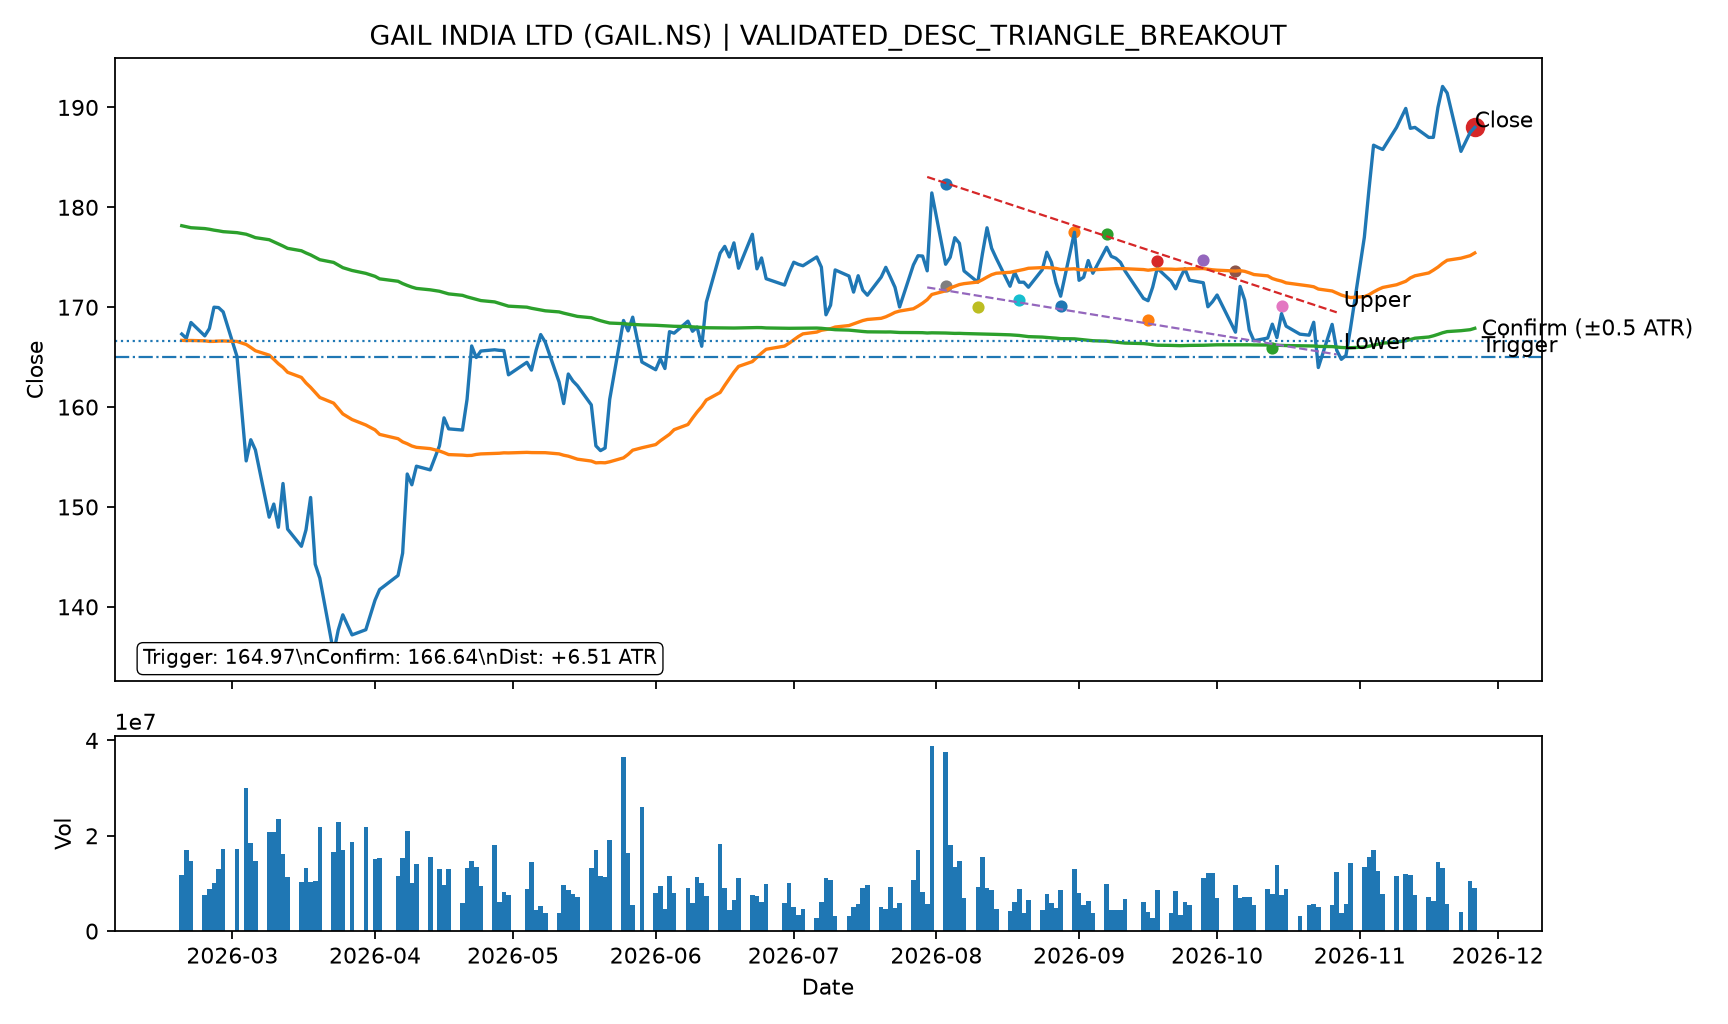 GAIL INDIA LTD (GAIL.NS) | VALIDATED_DESC_TRIANGLE_BREAKOUT
Close
190
180
170
160
150
140
Close
Upper
Confirm (±0.5 ATR)
Trigger
Lower
Trigger: 164.97\nConfirm: 166.64\nDist: +6.51 ATR
1e7
Vol
4
2
0
2026-03
2026-04
2026-05
2026-06
2026-07
2026-08
2026-09
2026-10
2026-11
2026-12
Date